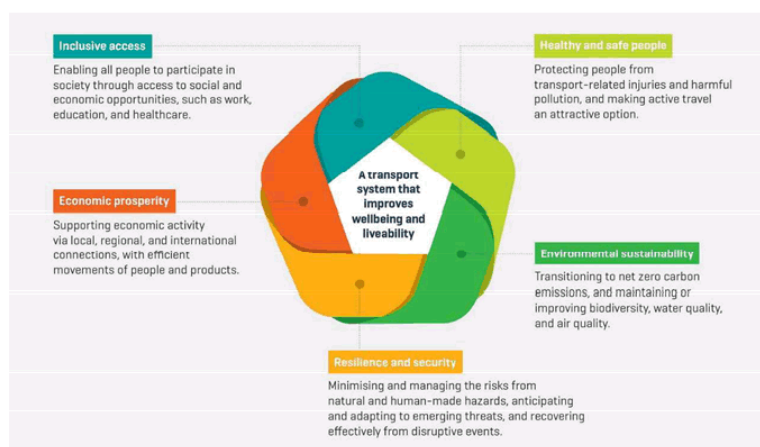 Inclusive access
Enabling all people to participate in
society through access to social and
economic opportunities, such as work,
education, and healthcare.
Healthy and safe people
Protecting people from
transport-related injuries and harmful
pollution, and making active travel
an attractive option.
A transport
system that
improves
wellbeing and
liveability
Economic prosperity
Supporting economic activity
via local, regional, and international
connections, with efficient
movements of people and products.
Environmental sustainability
Transitioning to net zero carbon
emissions, and maintaining or
improving biodiversity, water quality,
and air quality.
Resilience and security
Minimising and managing the risks from
natural and human-made hazards, anticipating
and adapting to emerging threats, and recovering
effectively from disruptive events.